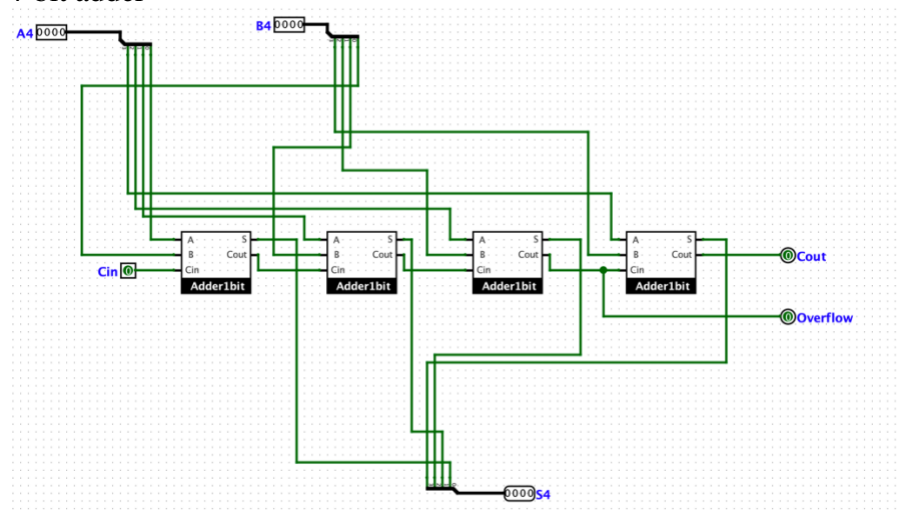 A4 0000
B4 0000
A S
B Cout
Cin
Adder1bit
A S
B Cout
Cin
Adder1bit
A S
B Cout
Cin
Adder1bit
A S
B Cout
Cin
Adder1bit
Cin 0
0 Cout
0 Overflow
0000 S4